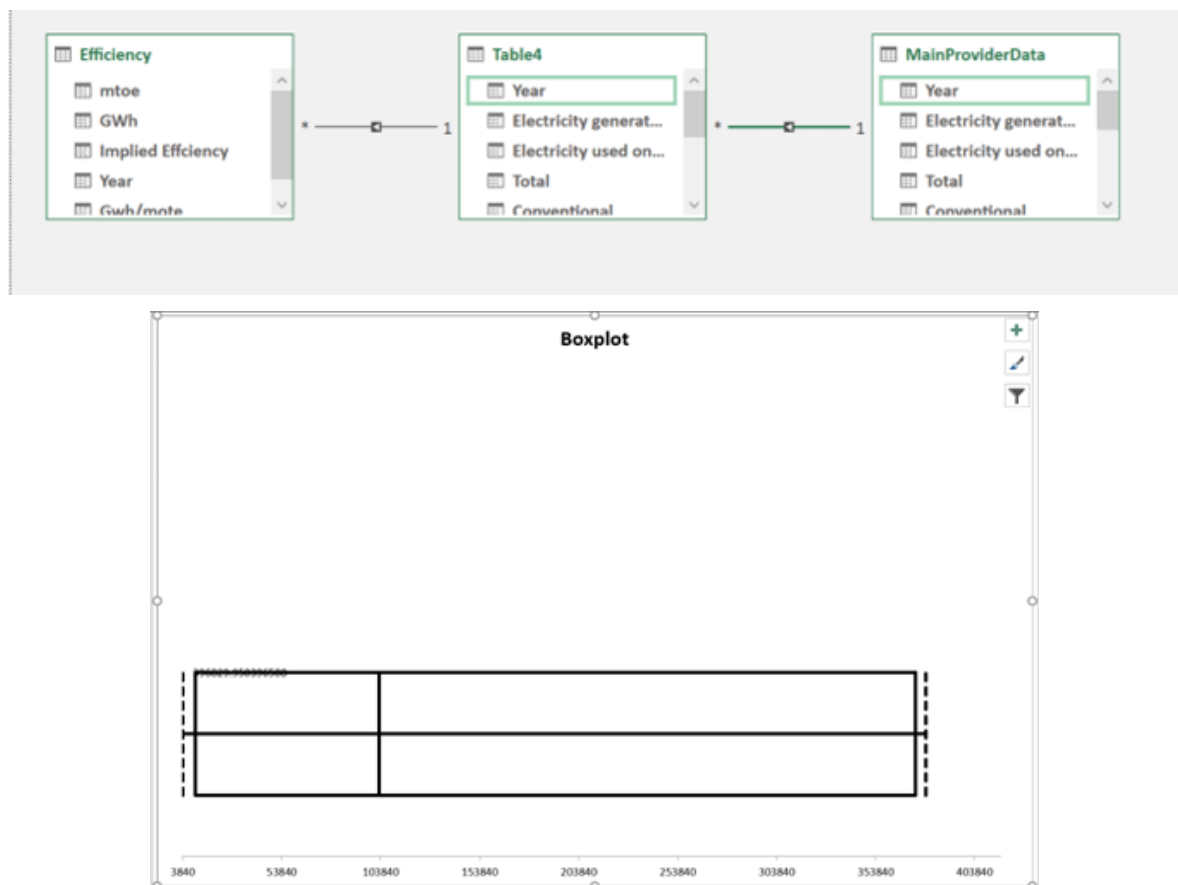 Efficiency
mtoe
GWh
Implied Effciency
Year
Gwh/mote
* 1
Table4
Year
Electricity generat...
Electricity used on...
Total
Conventional
* 1
MainProviderData
Year
Electricity generat...
Electricity used on...
Total
Conventional
Boxplot
3840 53840 103840 153840 203840 253840 303840 353840 403840